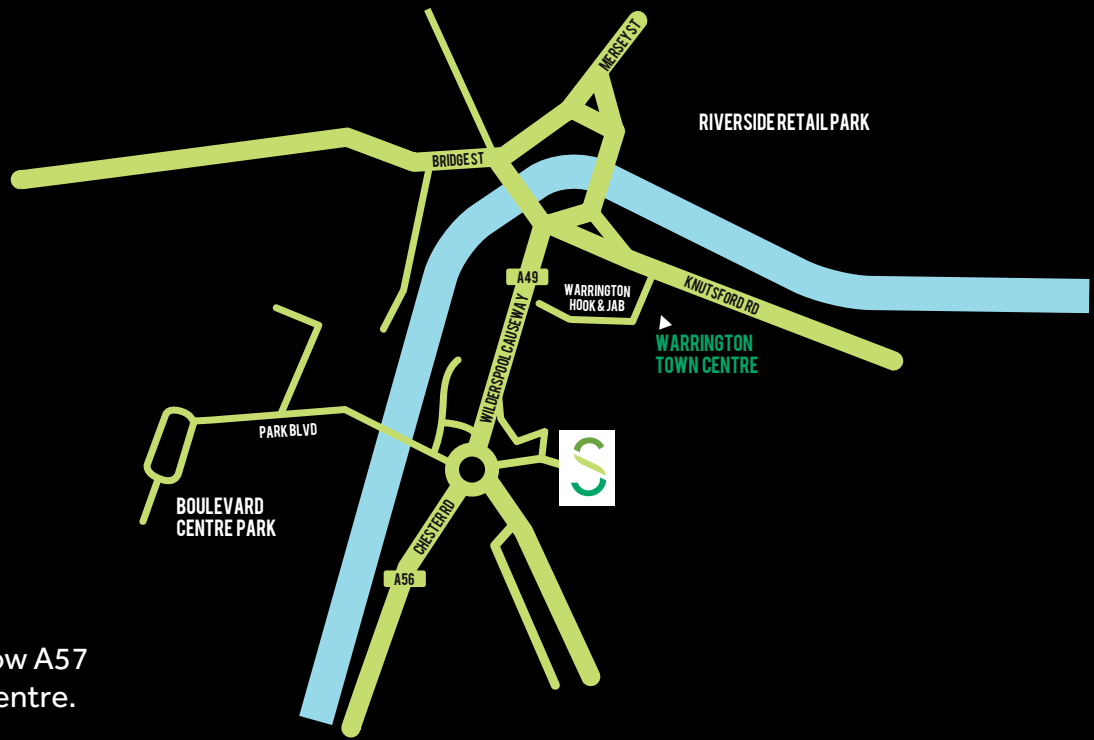 MERSEY ST
RIVERSIDE RETAIL PARK
BRIDGE ST
A49
WARRINGTON
HOOK & JAB
KNUTSFORD RD
WARRINGTON
TOWN CENTRE
WILDERSPOOL CAUSEWAY
PARK BLVD
S
BOULEVARD
CENTRE PARK
CHESTER RD
A56
ow A57
entre.